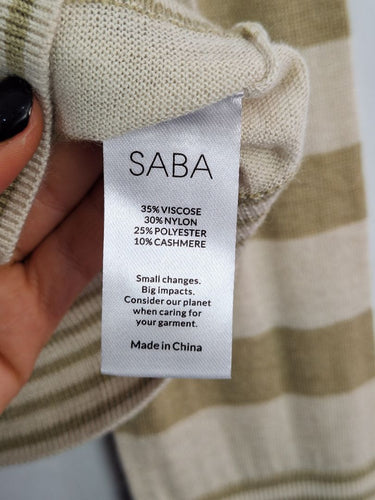 SABA
35% VISCOSE
30% NYLON
25% POLYESTER
10% CASHMERE
Small changes.
Big impacts.
Consider our planet
when caring for
your garment.
Made in China